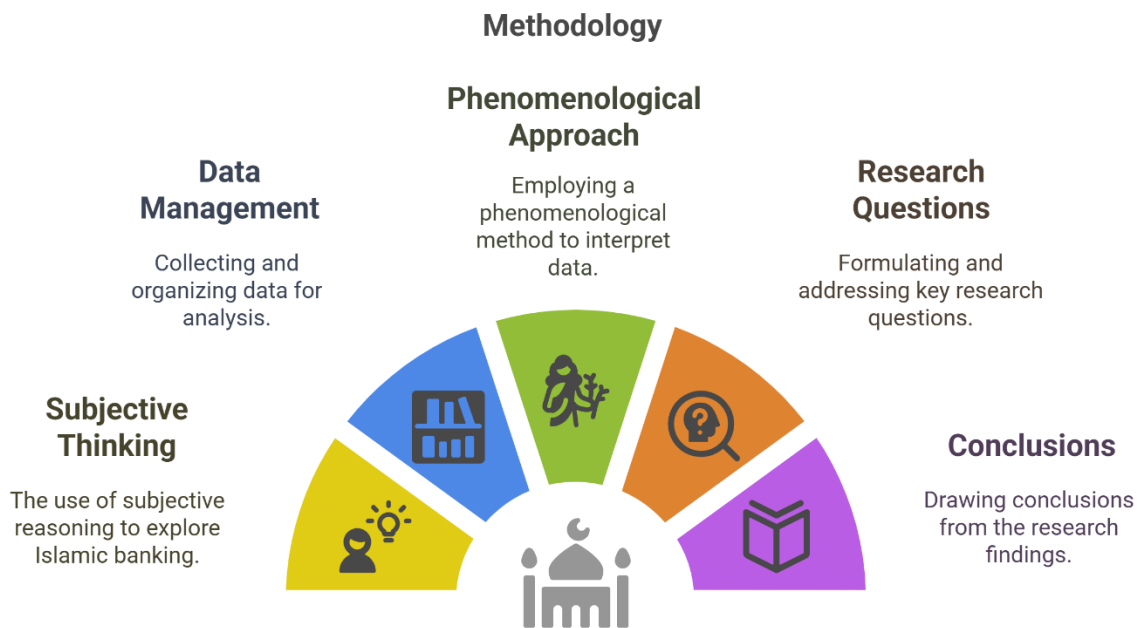 Methodology
Subjective
Thinking
The use of subjective
reasoning to explore
Islamic banking.
Data
Management
Collecting and
organizing data for
analysis.
Phenomenological
Approach
Employing a
phenomenological
method to interpret
data.
Research
Questions
Formulating and
addressing key research
questions.
Conclusions
Drawing conclusions
from the research
findings.